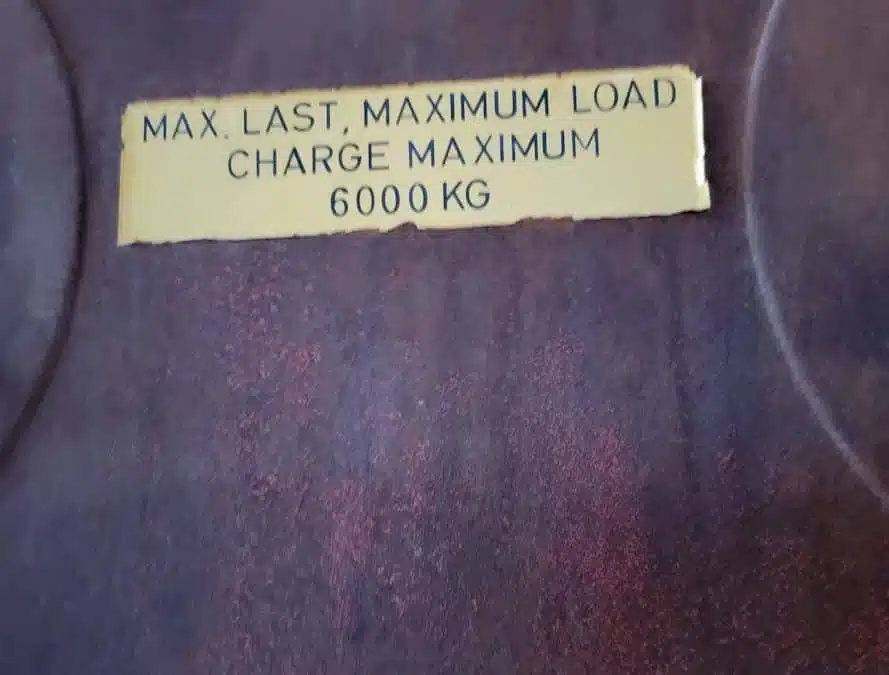 MAX. LAST, MAXIMUM LOAD
CHARGE MAXIMUM
6000 KG